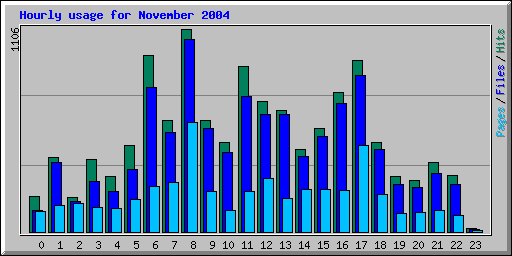 Hourly usage for November 2004
1106
Pages / Files / Hits
0 1 2 3 4 5 6 7 8 9 10 11 12 13 14 15 16 17 18 19 20 21 22 23